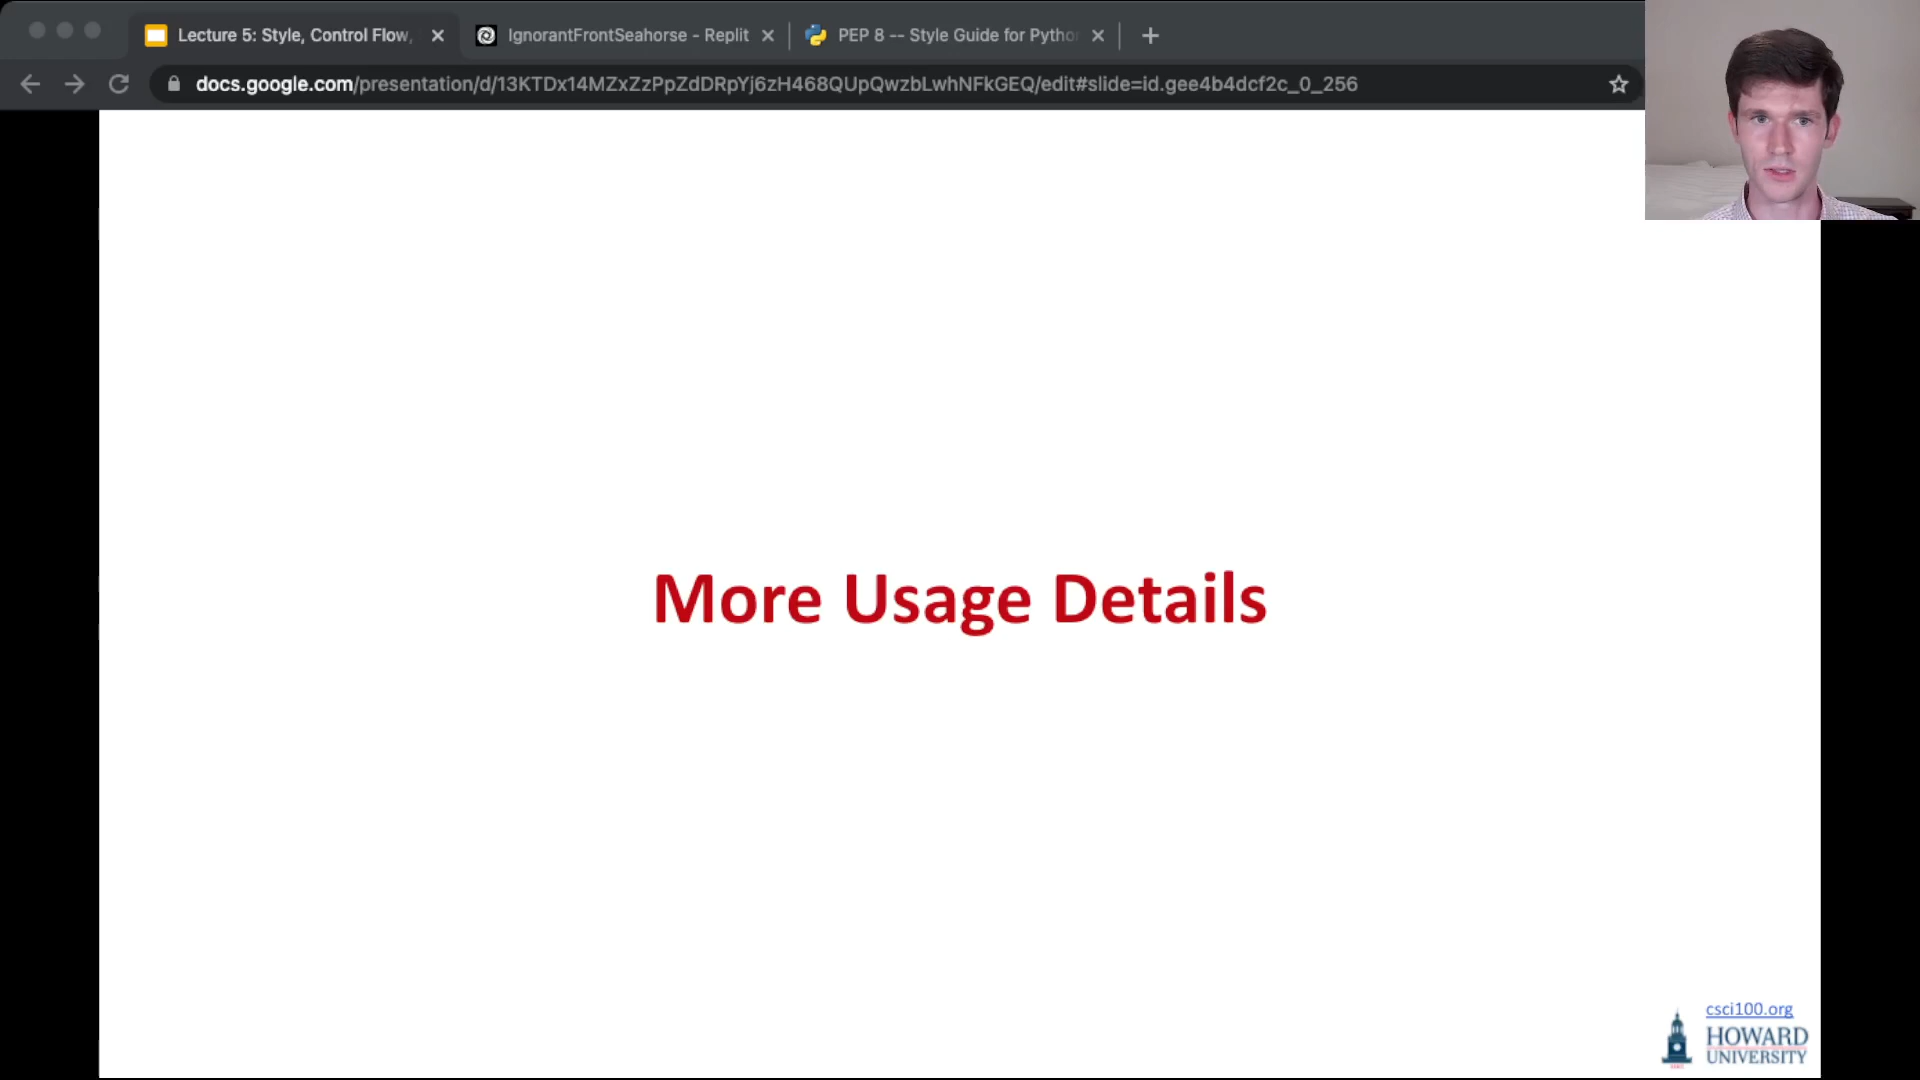 Lecture 5: Style, Control Flow,
IgnorantFrontSeahorse - Replit
PEP 8 -- Style Guide for Pytho
docs.google.com/presentation/d/13KTDx14MZxZzPpZdDRpYj6zH468QUpQwzbLwhNFkGEQ/edit#slide=id.gee4b4dcf2c_0_256
More Usage Details
csci100.org
HOWARD
UNIVERSITY